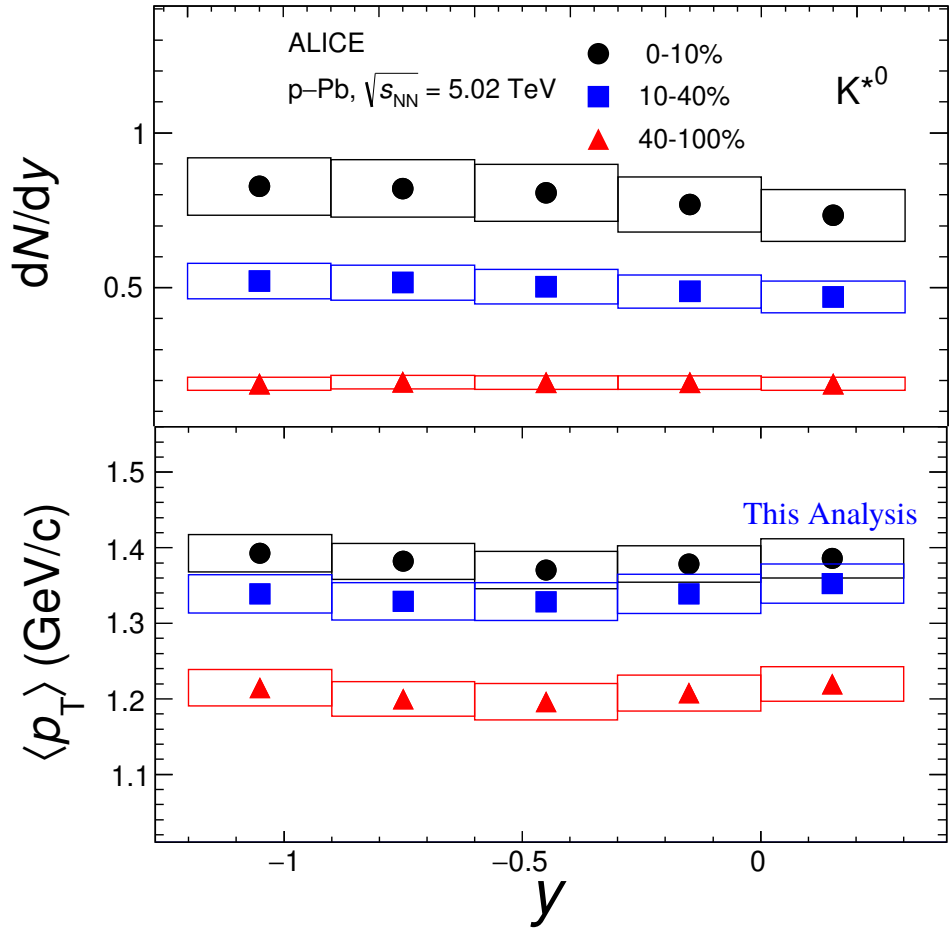 ALICE
p–Pb, √sNN = 5.02 TeV
0-10%
10-40%
40-100%
K*0
dN/dy
1
0.5
This Analysis
⟨pT⟩ (GeV/c)
1.5
1.4
1.3
1.2
1.1
−1
−0.5
0
y